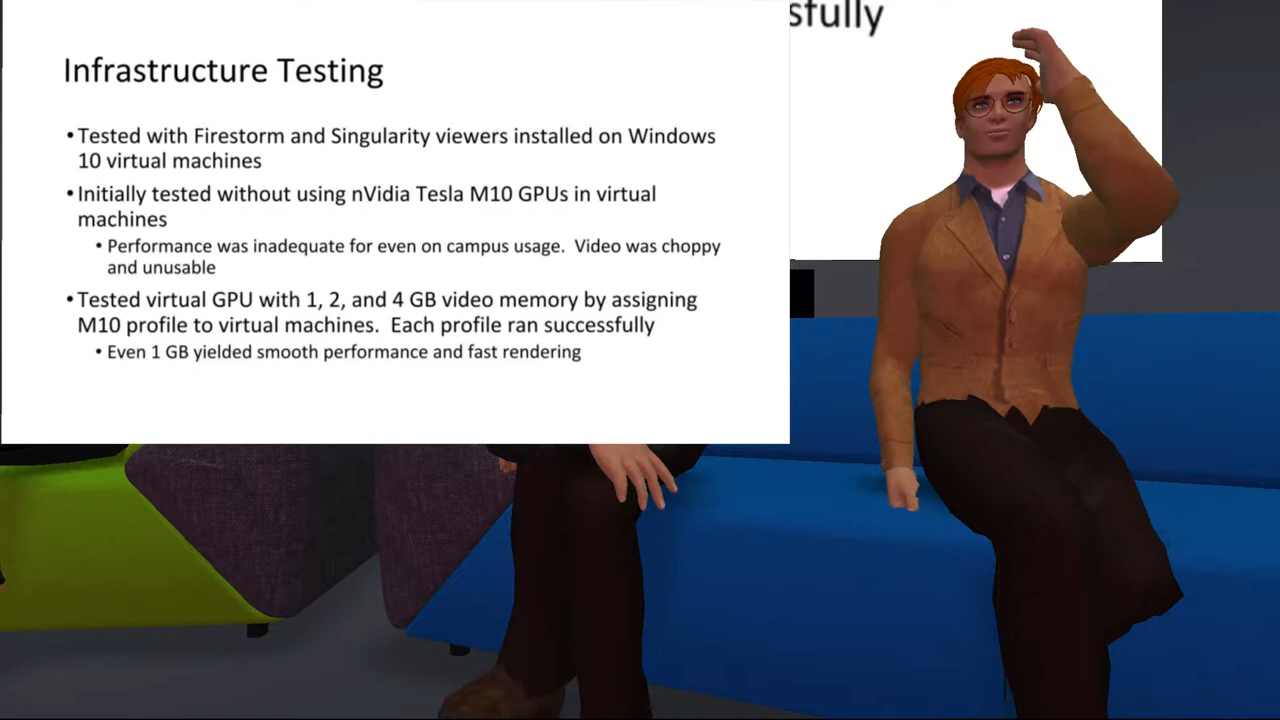 Infrastructure Testing
•Tested with Firestorm and Singularity viewers installed on Windows
10 virtual machines
•Initially tested without using nVidia Tesla M10 GPUs in virtual
machines
•Performance was inadequate for even on campus usage.  Video was choppy
and unusable
•Tested virtual GPU with 1, 2, and 4 GB video memory by assigning
M10 profile to virtual machines.  Each profile ran successfully
•Even 1 GB yielded smooth performance and fast rendering
sfully